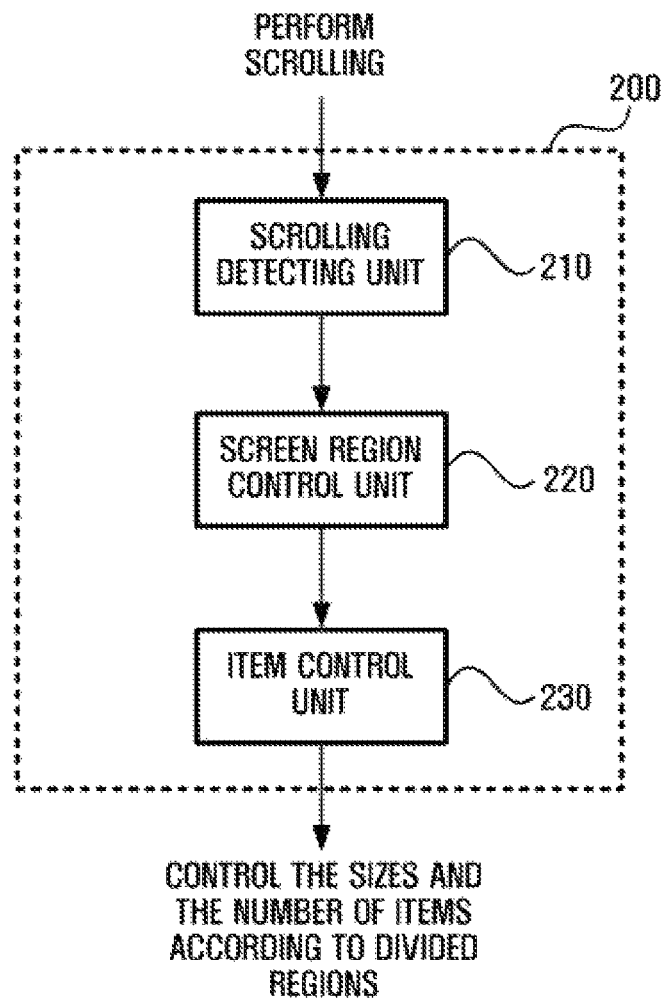 PERFORM
SCROLLING
200
SCROLLING
DETECTING UNIT
210
SCREEN REGION
CONTROL UNIT
220
ITEM CONTROL
UNIT
230
CONTROL THE SIZES AND
THE NUMBER OF ITEMS
ACCORDING TO DIVIDED
REGIONS